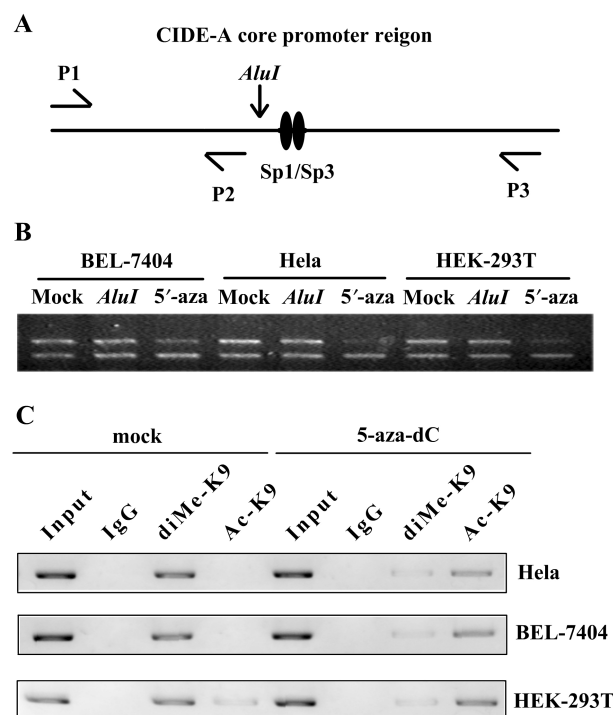 A
CIDE-A core promoter reigon
P1
AluI
P2
Sp1/Sp3
P3
B
BEL-7404 Hela HEK-293T
Mock AluI 5′-aza Mock AluI 5′-aza Mock AluI 5′-aza
C
mock 5-aza-dC
Input IgG diMe-K9 Ac-K9 Input IgG diMe-K9 Ac-K9
Hela
BEL-7404
HEK-293T